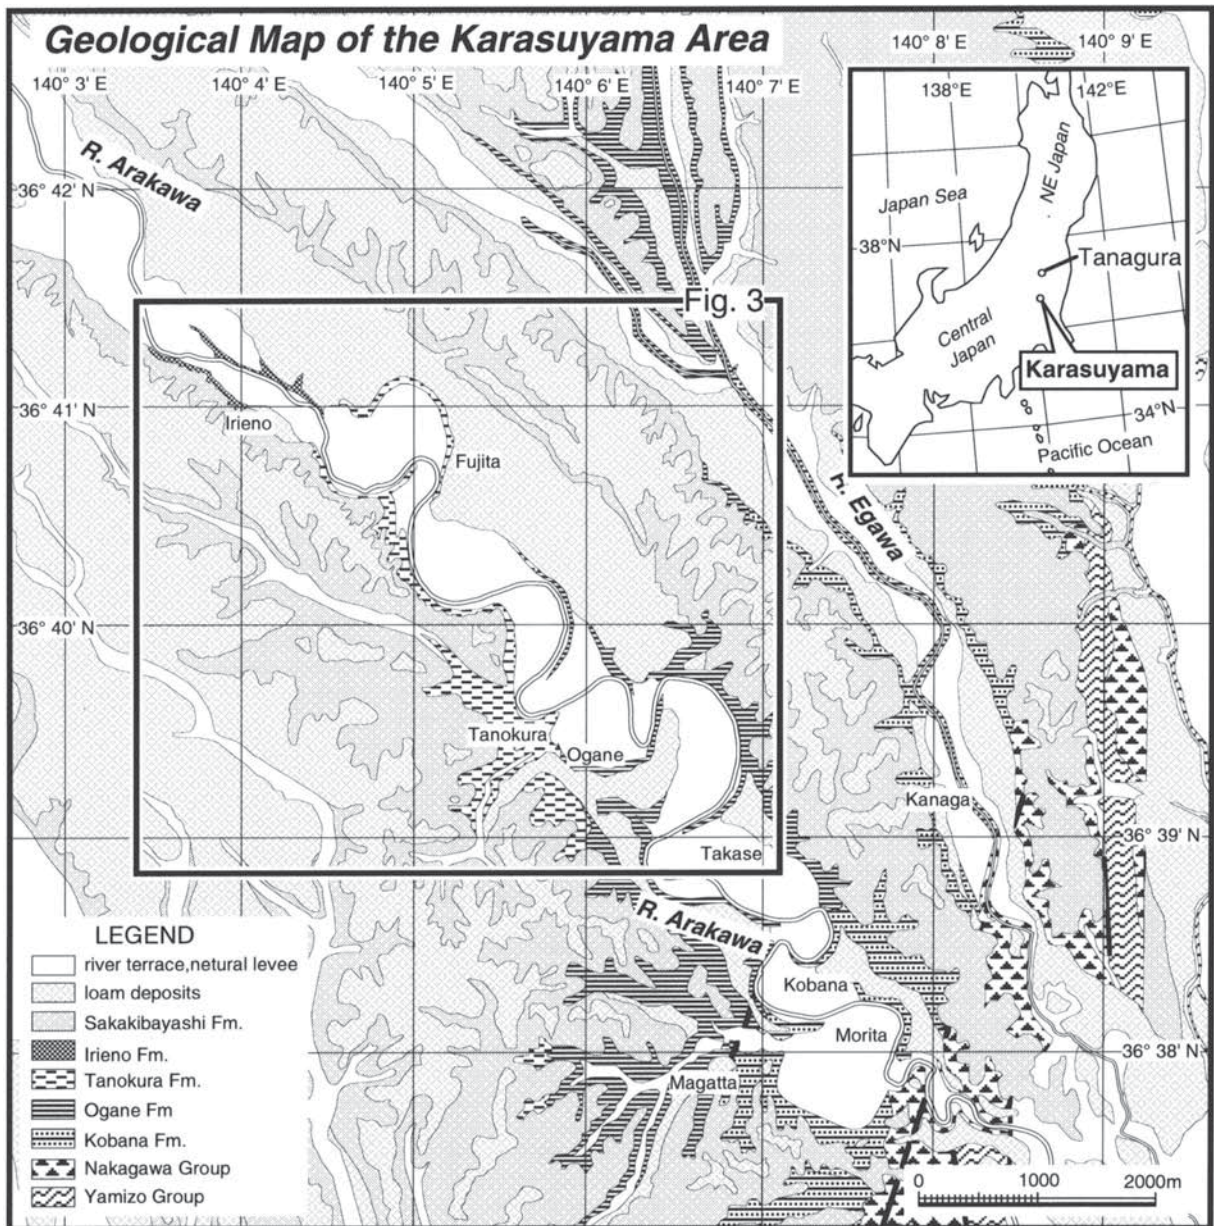 Geological Map of the Karasuyama Area
140° 3' E
140° 4' E
140° 5' E
140° 6' E
140° 7' E
140° 8' E
140° 9' E
138°E
142°E
NE Japan
Japan Sea
38°N
Tanagura
Central
Japan
Karasuyama
34°N
Pacific Ocean
R. Arakawa
36° 42' N
Fig. 3
36° 41' N
Irieno
Fujita
R. Egawa
36° 40' N
Tanokura
Ogane
Kanaga
36° 39' N
Takase
R. Arakawa
Kobana
Morita
36° 38' N
Magatta
LEGEND
river terrace,netural levee
loam deposits
Sakakibayashi Fm.
Irieno Fm.
Tanokura Fm.
Ogane Fm
Kobana Fm.
Nakagawa Group
Yamizo Group
0 1000 2000m